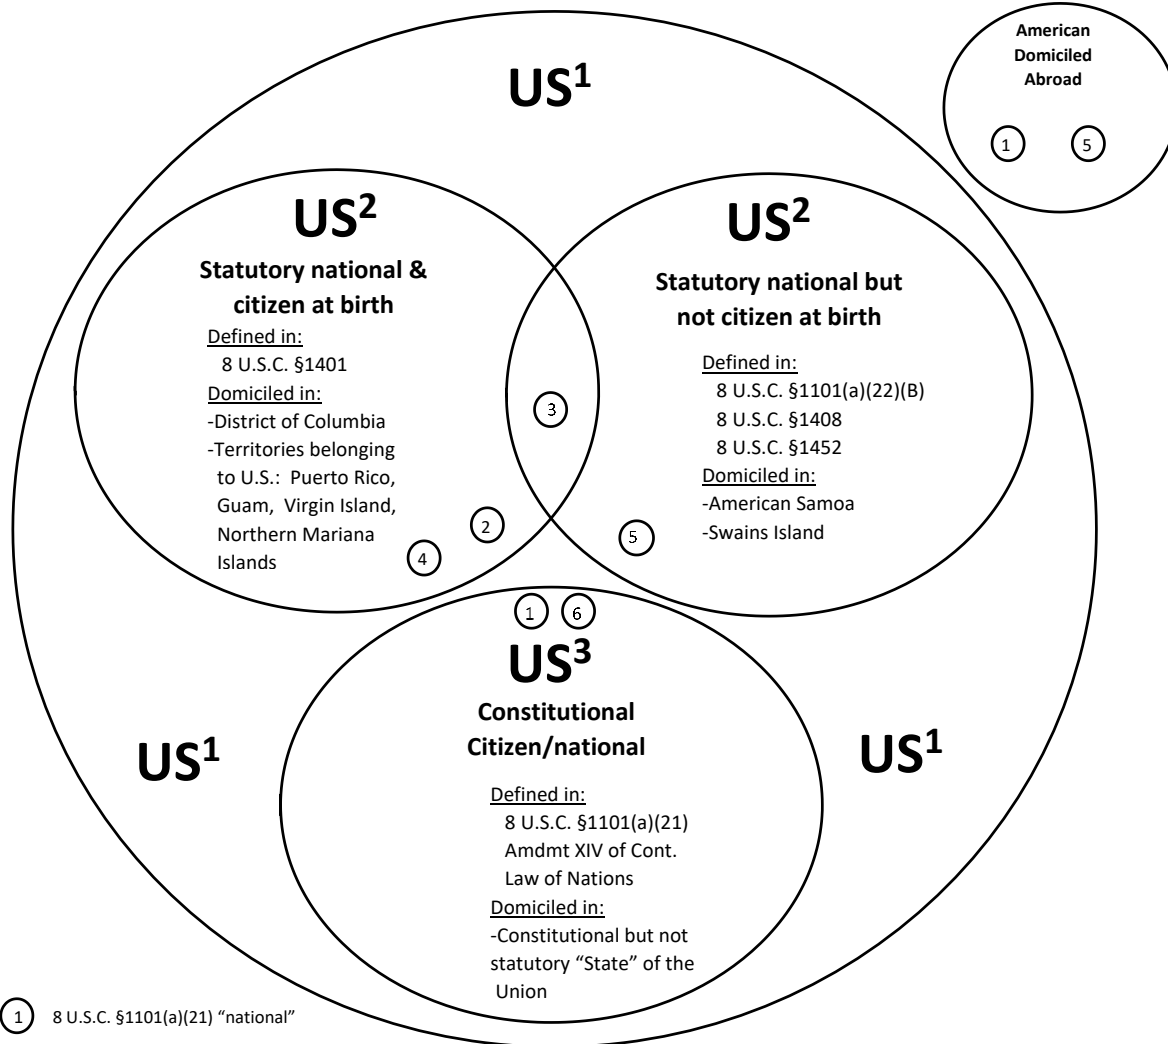 US1
American
Domiciled
Abroad
1 5
US2
Statutory national &
citizen at birth
Defined in:
8 U.S.C. §1401
Domiciled in:
-District of Columbia
-Territories belonging
to U.S.: Puerto Rico,
Guam, Virgin Island,
Northern Mariana
Islands
2
4
3
US2
Statutory national but
not citizen at birth
Defined in:
8 U.S.C. §1101(a)(22)(B)
8 U.S.C. §1408
8 U.S.C. §1452
Domiciled in:
-American Samoa
-Swains Island
5
1 6
US3
Constitutional
Citizen/national
Defined in:
8 U.S.C. §1101(a)(21)
Amdmt XIV of Cont.
Law of Nations
Domiciled in:
-Constitutional but not
statutory “State” of the
Union
US1
US1
1 8 U.S.C. §1101(a)(21) “national”